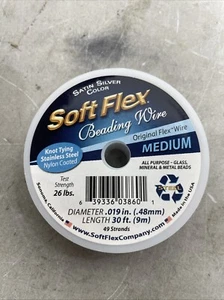 SATIN SILVER
COLOR
Soft Flex®
Beading Wire
Original Flex® Wire
MEDIUM
Knot Tying
Stainless Steel
Nylon Coated
ALL PURPOSE - GLASS,
MINERAL & METAL BEADS
Test
Strength
26 lbs.
6 39336 03860 1
DIAMETER .019 in. (.48mm)
LENGTH 30 ft. (9m)
49 Strands
www.SoftFlexCompany.com
Sonoma, California